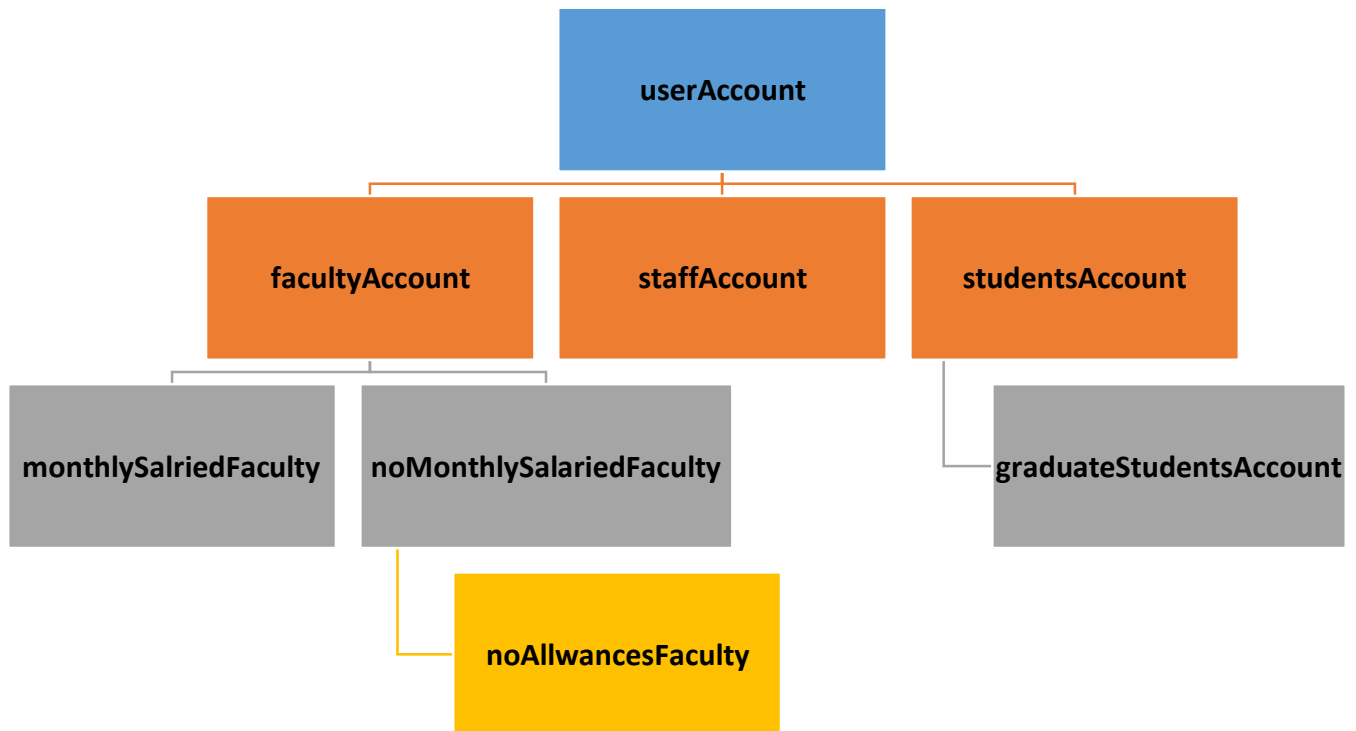 userAccount
facultyAccount
staffAccount
studentsAccount
monthlySalriedFaculty
noMonthlySalariedFaculty
graduateStudentsAccount
noAllwancesFaculty